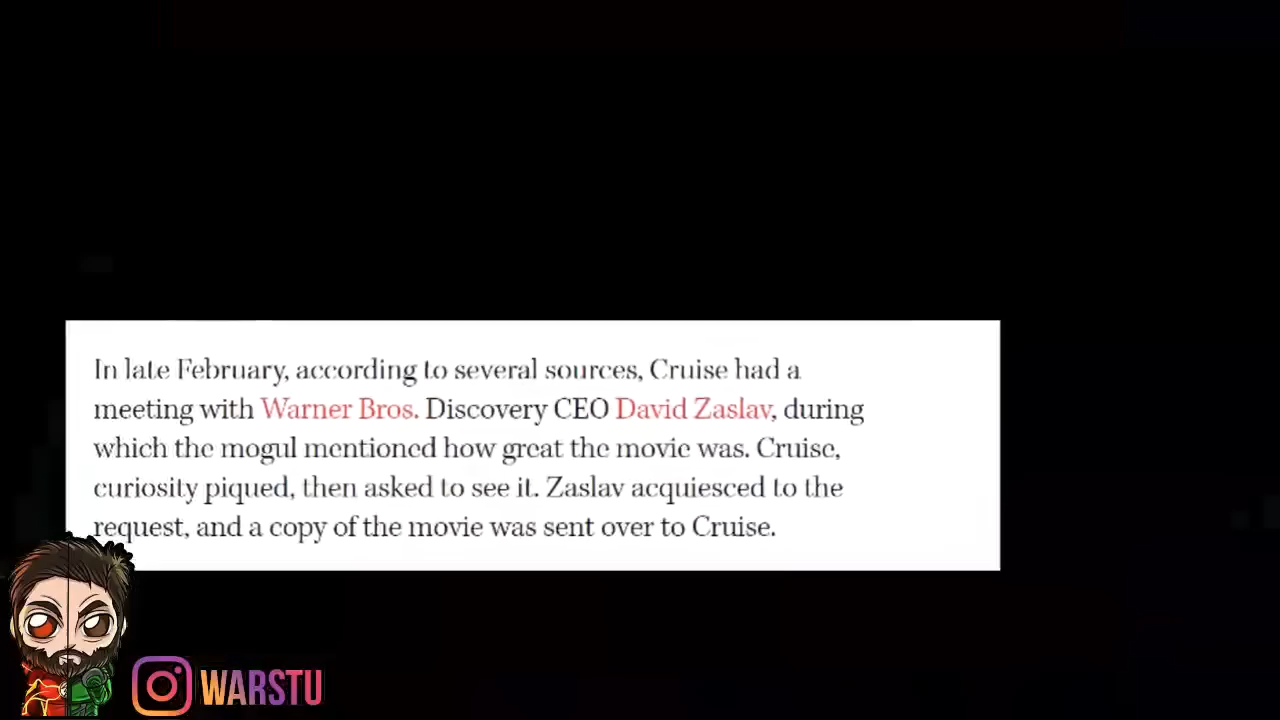 In late February, according to several sources, Cruise had a
meeting with Warner Bros. Discovery CEO David Zaslav, during
which the mogul mentioned how great the movie was. Cruise,
curiosity piqued, then asked to see it. Zaslav acquiesced to the
request, and a copy of the movie was sent over to Cruise.
WARSTU